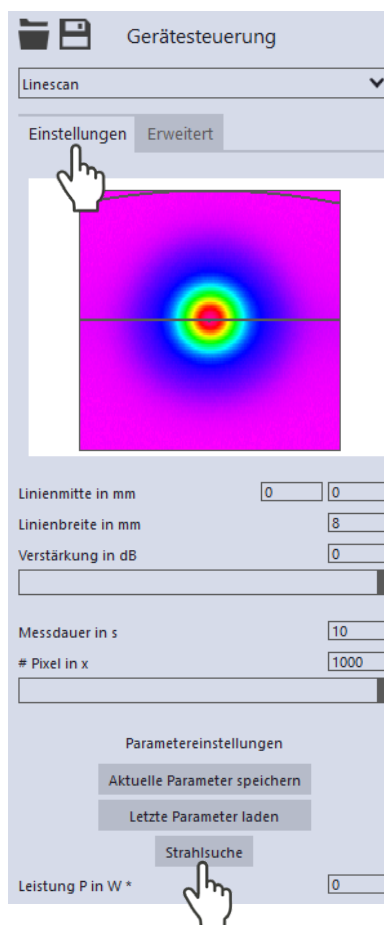 Gerätesteuerung
Linescan
Einstellungen Erweitert
Linienmitte in mm 0 0
Linienbreite in mm 8
Verstärkung in dB 0
Messdauer in s 10
# Pixel in x 1000
Parametereinstellungen
Aktuelle Parameter speichern
Letzte Parameter laden
Strahlsuche
Leistung P in W * 0